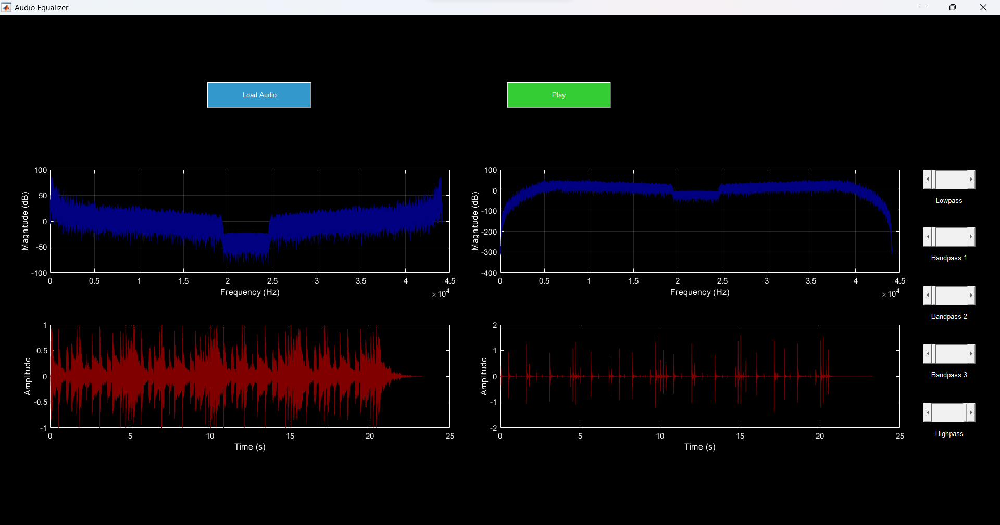 Audio Equalizer
Load Audio
Play
100
50
0
-50
-100
Magnitude (dB)
0 0.5 1 1.5 2 2.5 3 3.5 4 4.5
Frequency (Hz)
×10^4
100
0
-100
-200
-300
-400
Magnitude (dB)
0 0.5 1 1.5 2 2.5 3 3.5 4 4.5
Frequency (Hz)
×10^4
Lowpass
Bandpass 1
Bandpass 2
Bandpass 3
Highpass
1
0.5
0
-0.5
-1
Amplitude
0 5 10 15 20 25
Time (s)
2
1
0
-1
-2
Amplitude
0 5 10 15 20 25
Time (s)